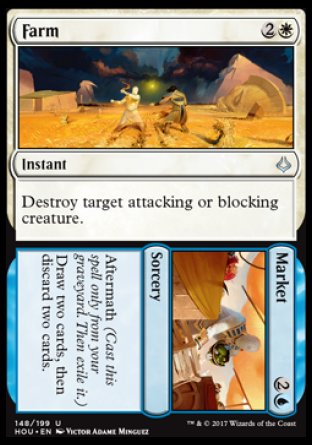 Farm 2
Instant
Destroy target attacking or blocking
creature.
Market 2
Sorcery
Aftermath (Cast this
spell only from your
graveyard. Then exile it.)
Draw two cards, then
discard two cards.
148/199 U
HOU • EN Victor Adame Minguez
™ & © 2017 Wizards of the Coast